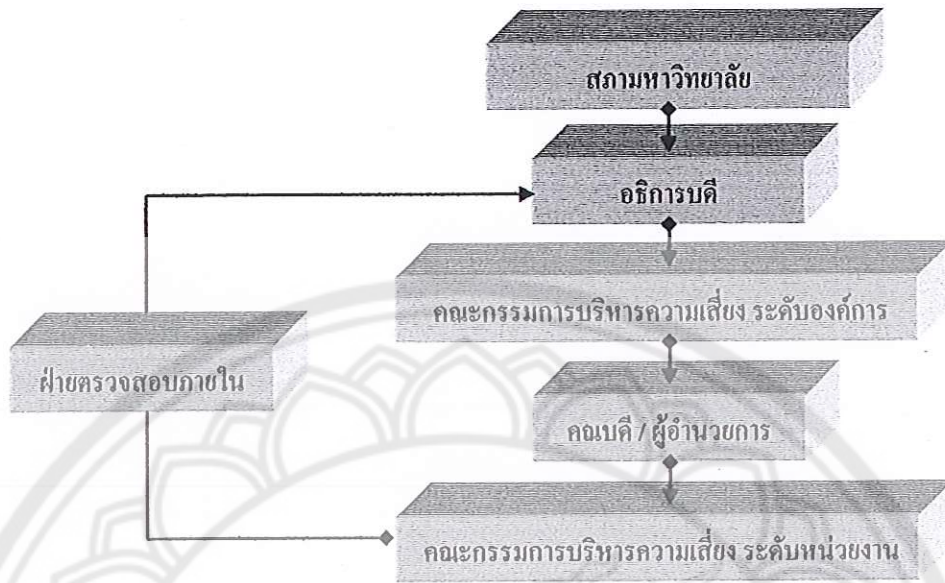 สภามหาวิทยาลัย
อธิการบดี
คณะกรรมการบริหารความเสี่ยง ระดับองค์การ
ฝ่ายตรวจสอบภายใน
คณบดี / ผู้อำนวยการ
คณะกรรมการบริหารความเสี่ยง ระดับหน่วยงาน